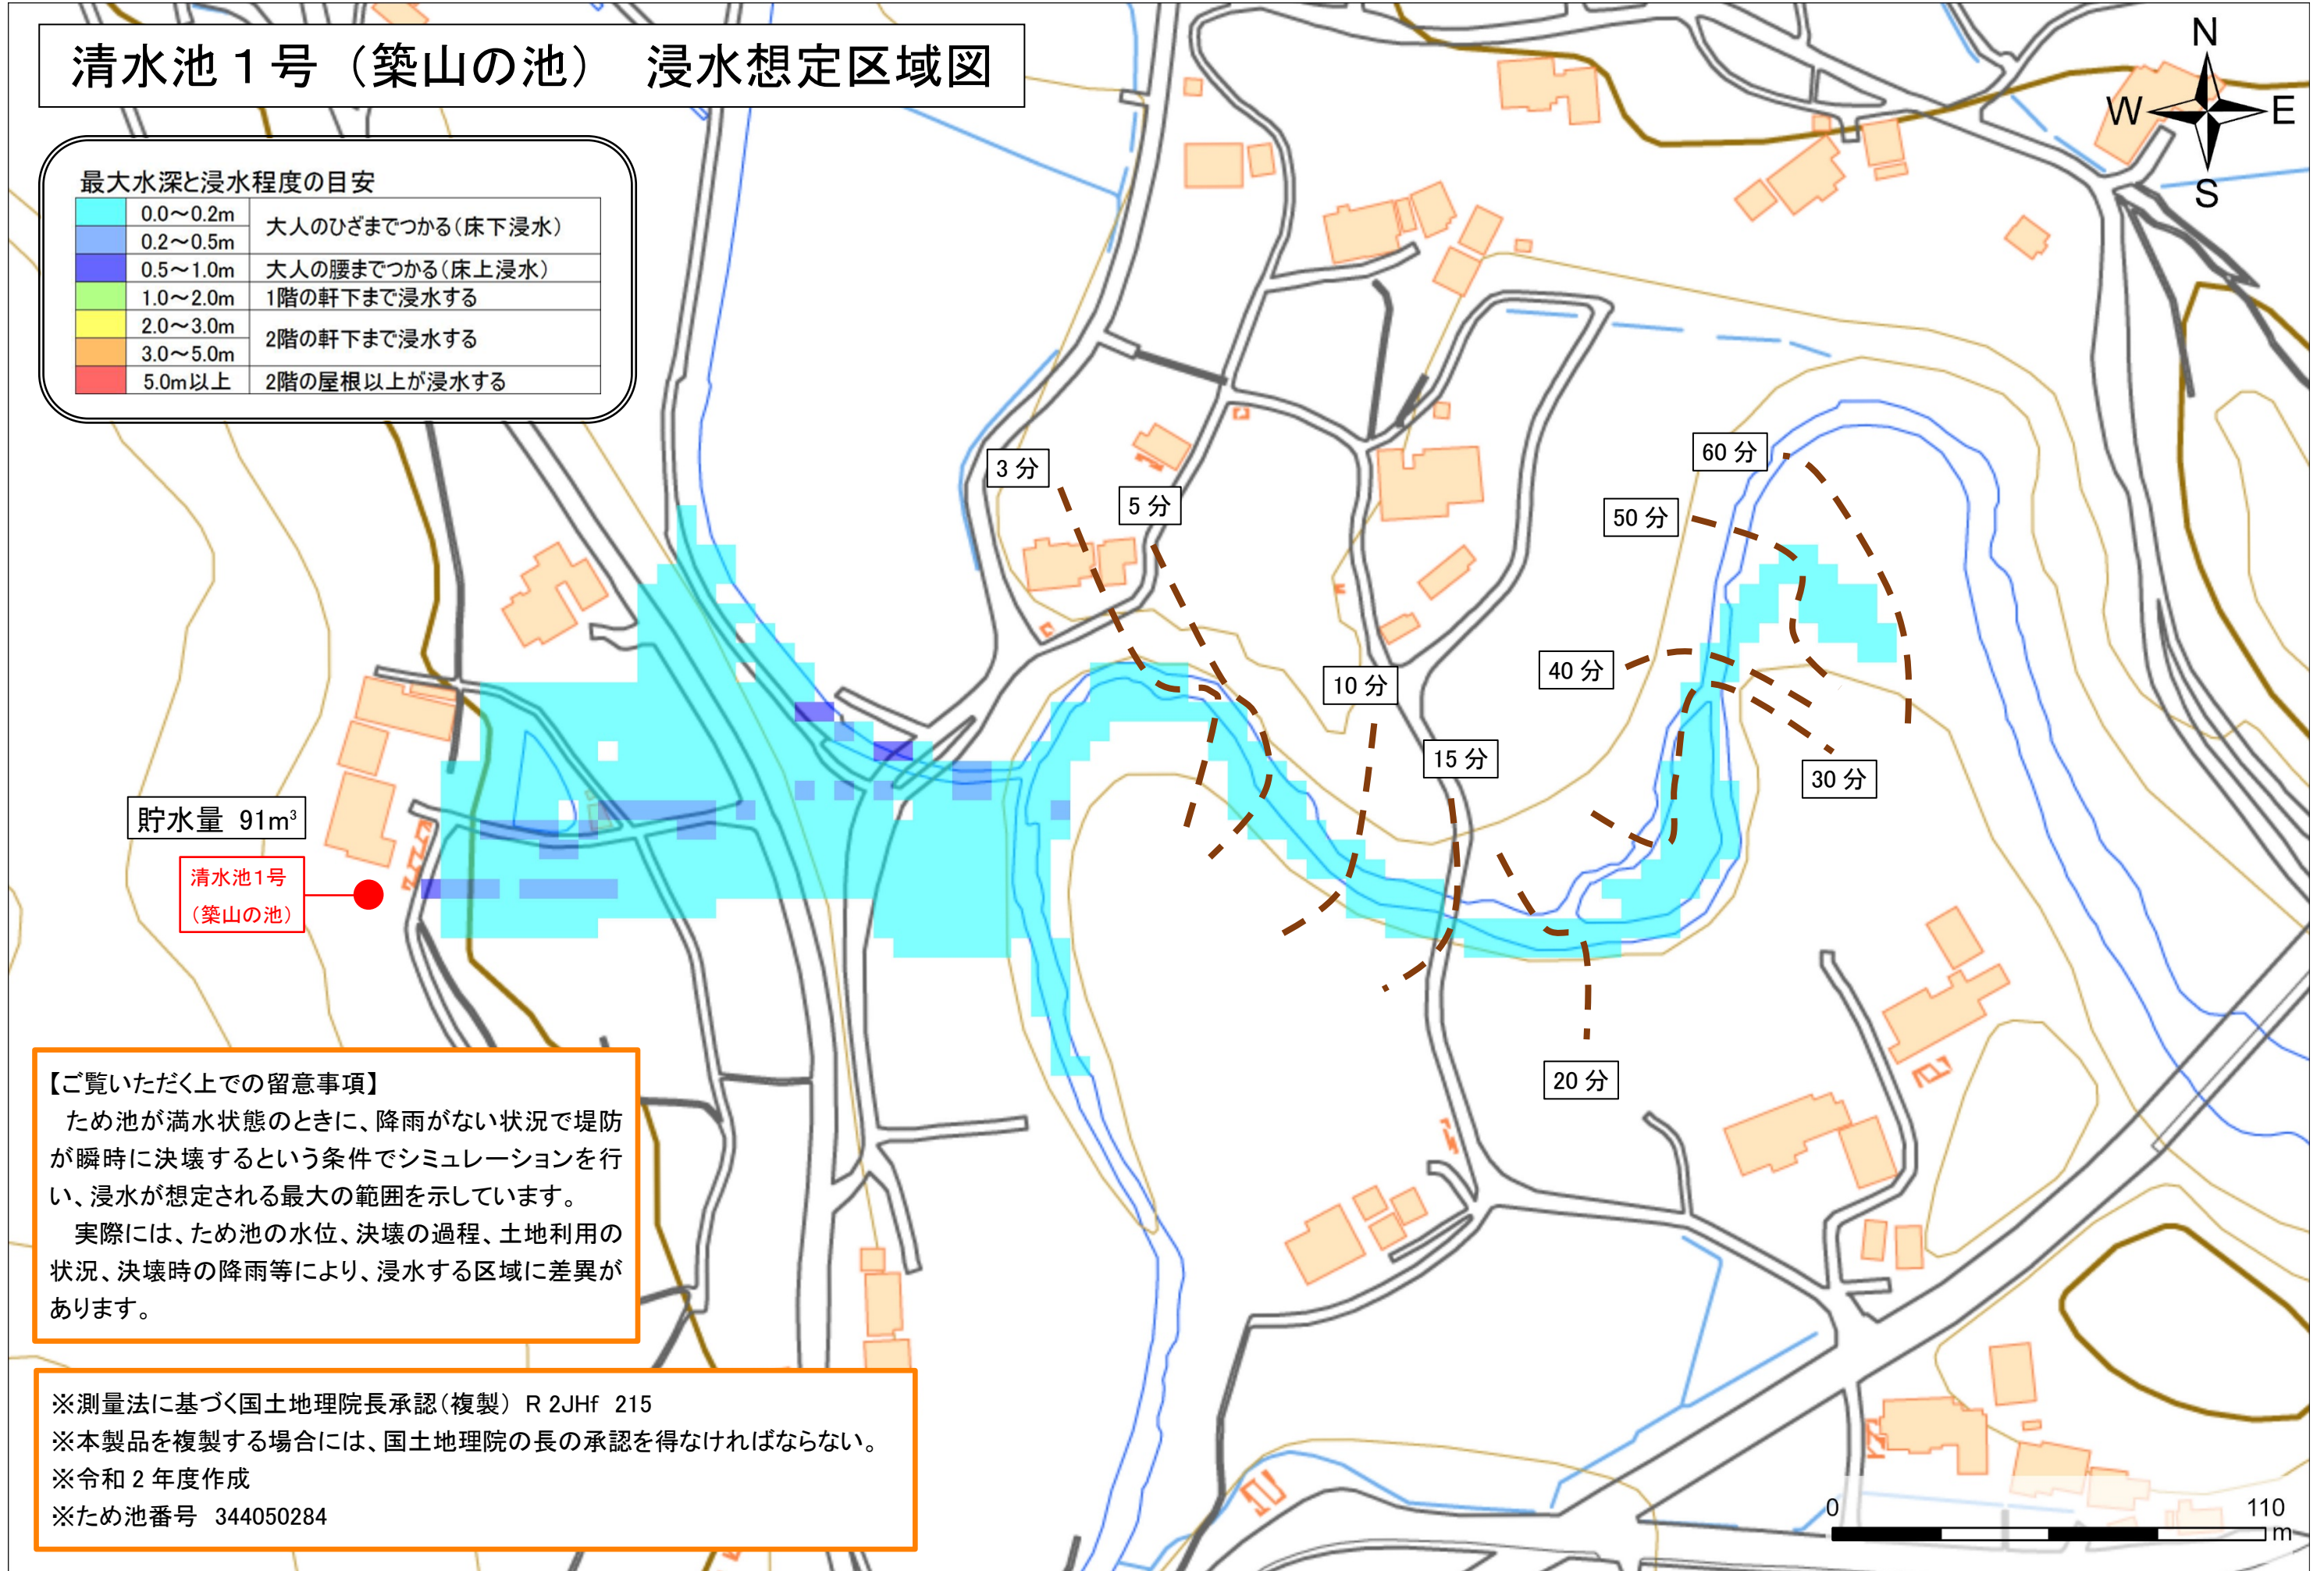 清水池１号（築山の池）　浸水想定区域図
N
W
E
S
最大水深と浸水程度の目安
0.0～0.2m
大人のひざまでつかる（床下浸水）
0.2～0.5m
0.5～1.0m　大人の腰までつかる（床上浸水）
1.0～2.0m　1階の軒下まで浸水する
2.0～3.0m
2階の軒下まで浸水する
3.0～5.0m
5.0m以上　2階の屋根以上が浸水する
3 分
5 分
60 分
50 分
40 分
10 分
15 分
30 分
20 分
貯水量 91m³
清水池1号
（築山の池）
【ご覧いただく上での留意事項】
ため池が満水状態のときに、降雨がない状況で堤防
が瞬時に決壊するという条件でシミュレーションを行
い、浸水が想定される最大の範囲を示しています。
実際には、ため池の水位、決壊の過程、土地利用の
状況、決壊時の降雨等により、浸水する区域に差異が
あります。
※測量法に基づく国土地理院長承認（複製） R 2JHf 215
※本製品を複製する場合には、国土地理院の長の承認を得なければならない。
※令和 2 年度作成
※ため池番号 344050284
0
110
m